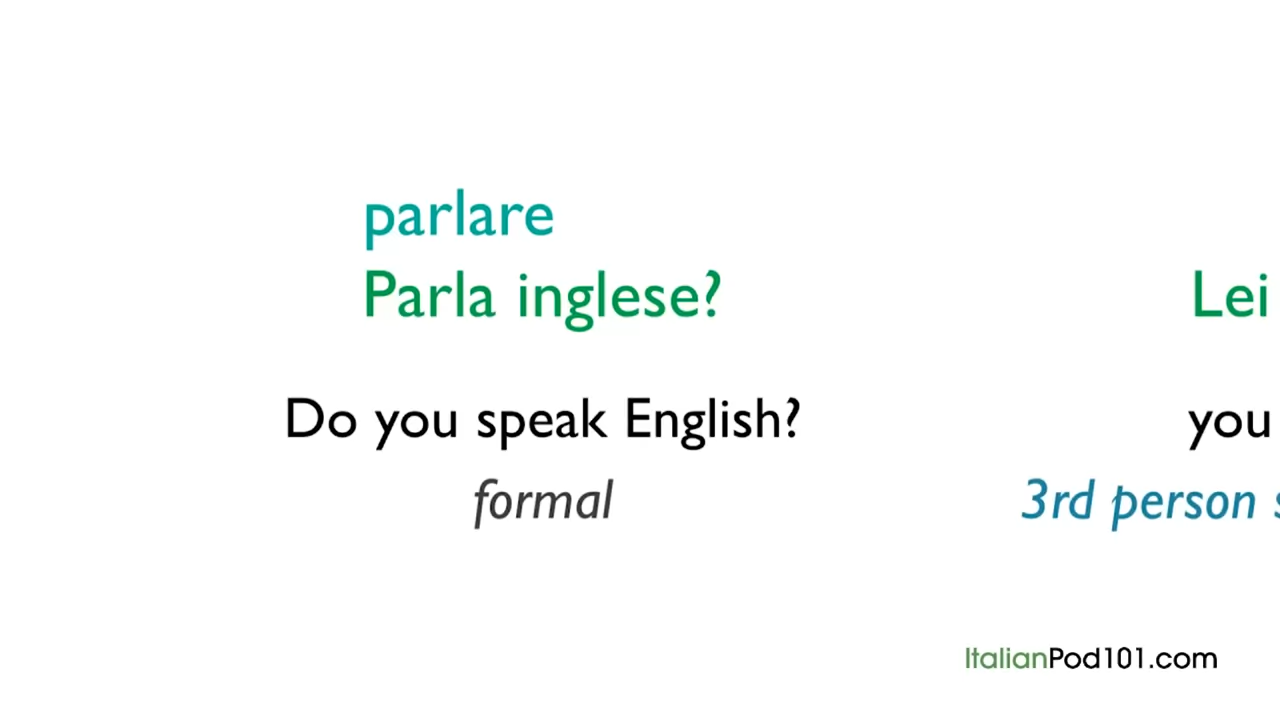 parlare
Parla inglese?
Lei
Do you speak English?
you
formal
3rd person
ItalianPod101.com